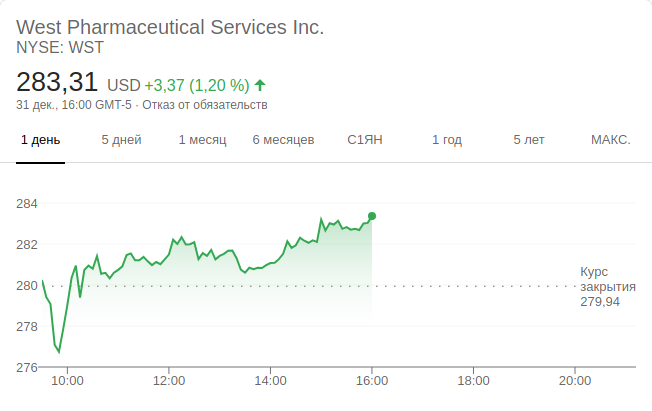 West Pharmaceutical Services Inc.
NYSE: WST
283,31 USD +3,37 (1,20 %)
31 дек., 16:00 GMT-5 · Отказ от обязательств
1 день 5 дней 1 месяц 6 месяцев С1ЯН 1 год 5 лет МАКС.
284
282
280
278
276
Курс
закрытия
279,94
10:00 12:00 14:00 16:00 18:00 20:00